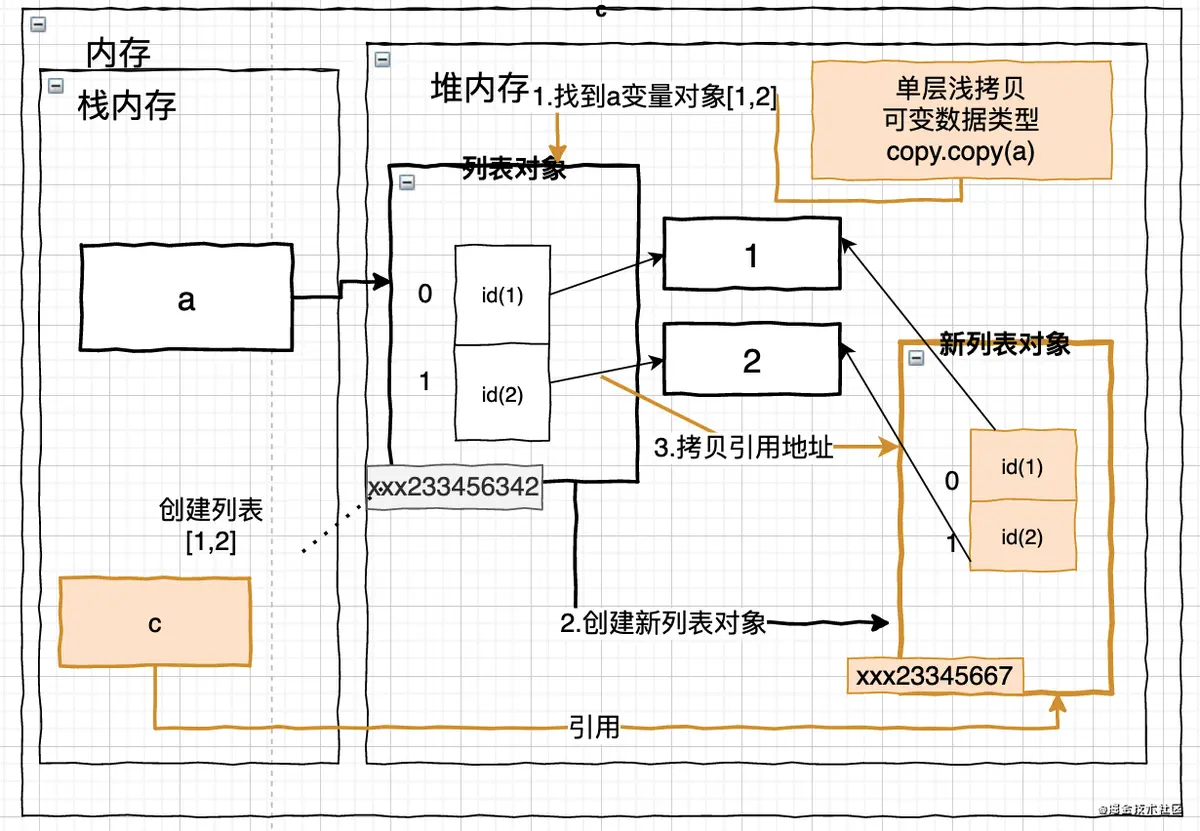 c
内存
栈内存
堆内存
1.找到a变量对象[1,2]
单层浅拷贝
可变数据类型
copy.copy(a)
列表对象
a
0
id(1)
1
id(2)
1
2
新列表对象
3.拷贝引用地址
0
id(1)
1
id(2)
xxx233456342
创建列表
[1,2]
c
2.创建新列表对象
xxx23345667
引用
@掘金技术社区